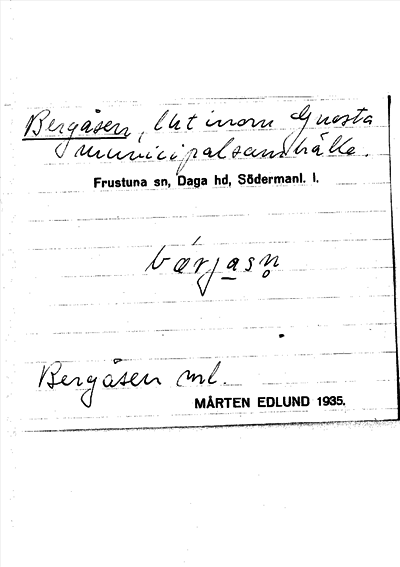 Bergåsen, lht inom Gnesta
municipalsamhälle.
Frustuna sn, Daga hd, Södermanl. l.
bærjasn̥
Bergåsen ml.
MÅRTEN EDLUND 1935.